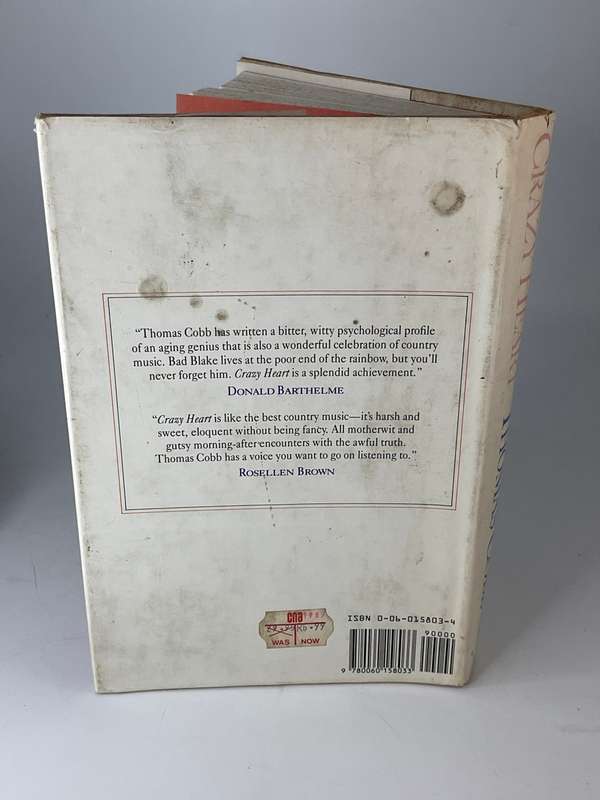 CRAZY HEART
"Thomas Cobb has written a bitter, witty psychological profile
of an aging genius that is also a wonderful celebration of country
music. Bad Blake lives at the poor end of the rainbow, but you'll
never forget him. Crazy Heart is a splendid achievement."
DONALD BARTHELME
"Crazy Heart is like the best country music—it's harsh and
sweet, eloquent without being fancy. All motherwit and
gutsy morning-after encounters with the awful truth.
Thomas Cobb has a voice you want to go on listening to."
ROSELLEN BROWN
cna
WAS NOW
ISBN 0-06-015803-4
90000
9 780060 158033